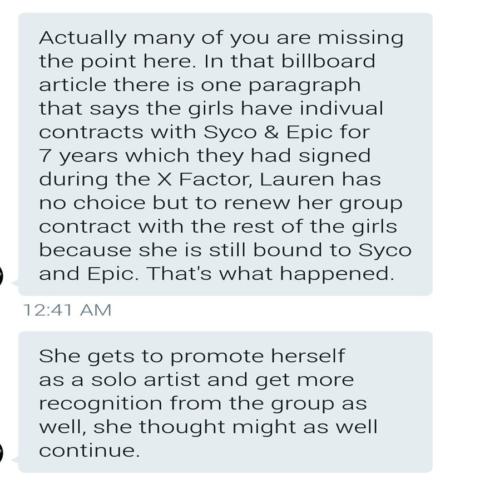 Actually many of you are missing
the point here. In that billboard
article there is one paragraph
that says the girls have indivual
contracts with Syco & Epic for
7 years which they had signed
during the X Factor, Lauren has
no choice but to renew her group
contract with the rest of the girls
because she is still bound to Syco
and Epic. That's what happened.
12:41 AM
She gets to promote herself
as a solo artist and get more
recognition from the group as
well, she thought might as well
continue.